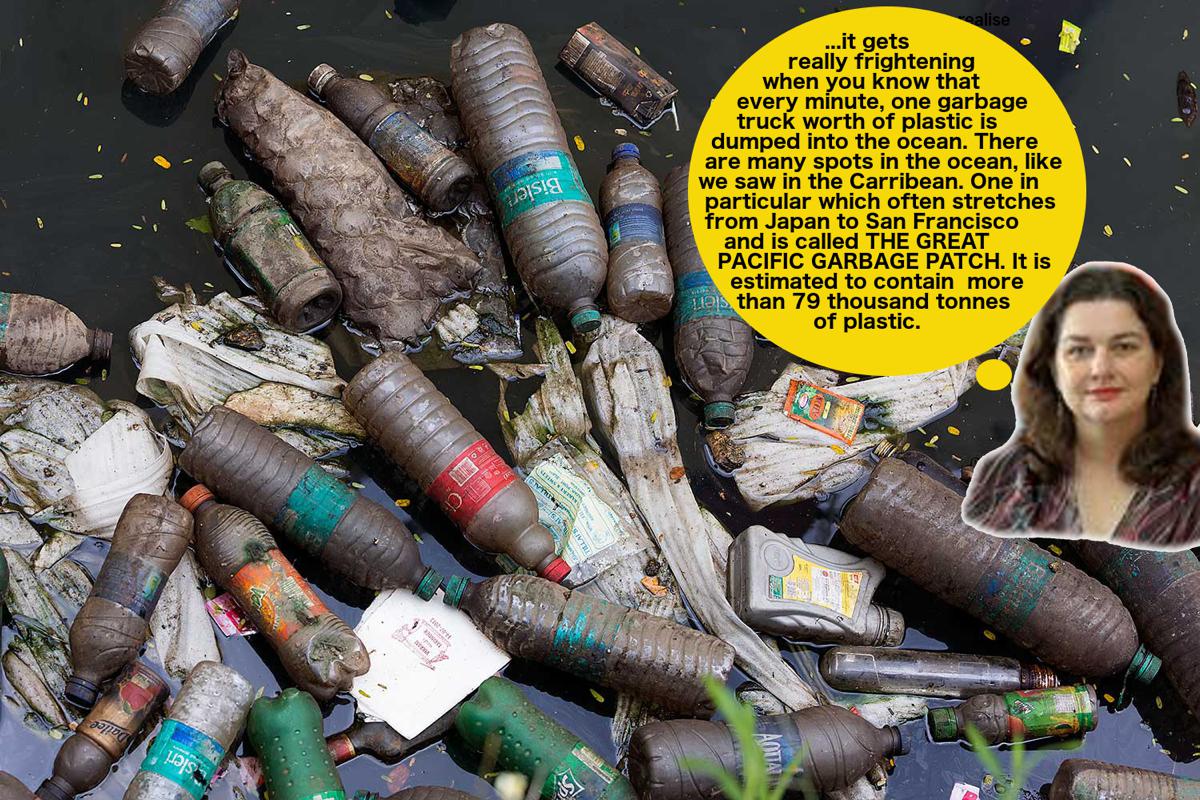 realise
...it gets
really frightening
when you know that
every minute, one garbage
truck worth of plastic is
dumped into the ocean. There
are many spots in the ocean, like
we saw in the Carribean. One in
particular which often stretches
from Japan to San Francisco
and is called THE GREAT
PACIFIC GARBAGE PATCH. It is
estimated to contain  more
than 79 thousand tonnes
of plastic.
Bisleri
Bisleri